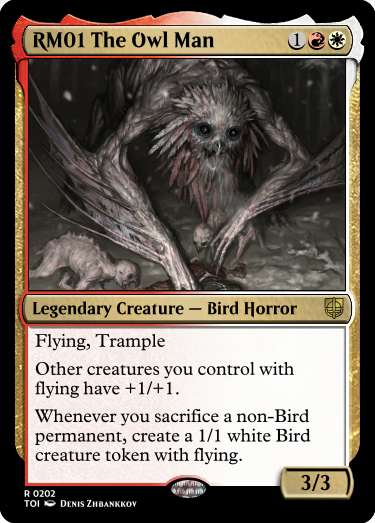 RM01 The Owl Man
1
Legendary Creature — Bird Horror
Flying, Trample
Other creatures you control with
flying have +1/+1.
Whenever you sacrifice a non-Bird
permanent, create a 1/1 white Bird
creature token with flying.
3/3
R 0202
TOI Denis Zhbankkov